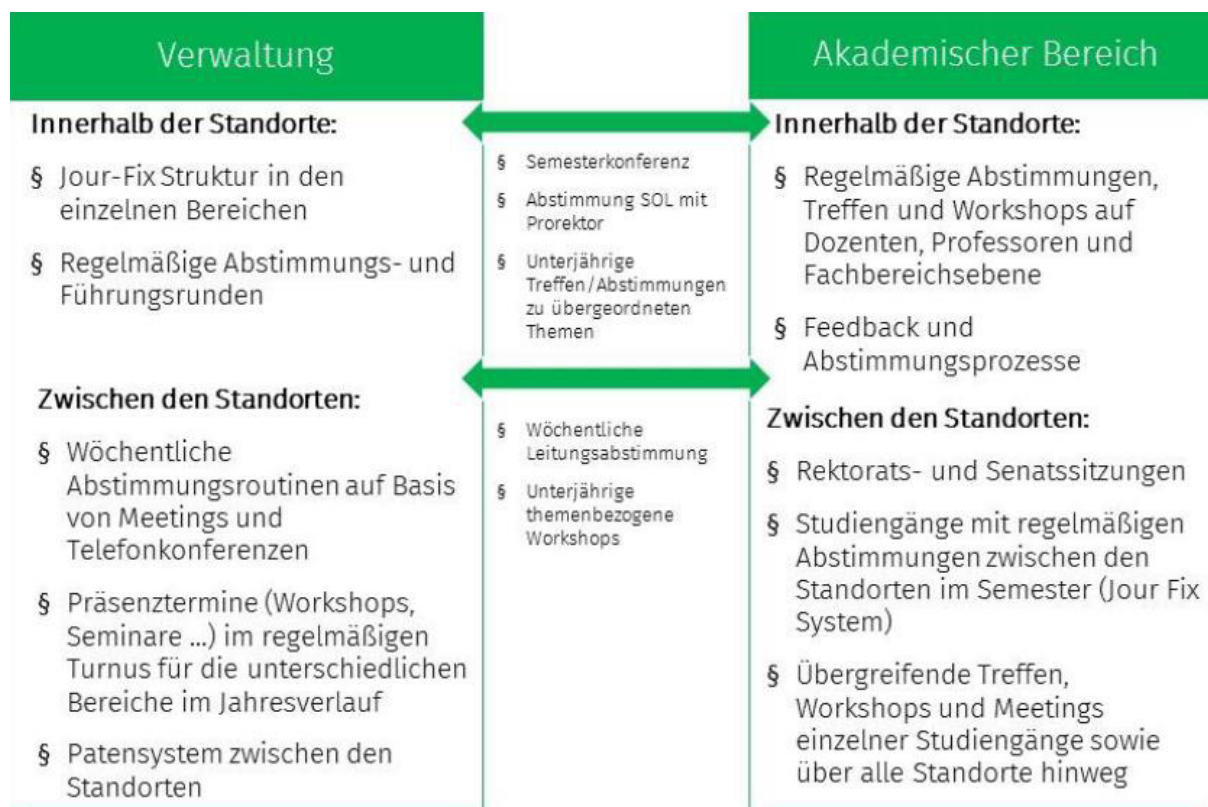 Verwaltung
Innerhalb der Standorte:
§ Jour-Fix Struktur in den
einzelnen Bereichen
§ Regelmäßige Abstimmungs- und
Führungsrunden
Zwischen den Standorten:
§ Wöchentliche
Abstimmungsroutinen auf Basis
von Meetings und
Telefonkonferenzen
§ Präsenztermine (Workshops,
Seminare ...) im regelmäßigen
Turnus für die unterschiedlichen
Bereiche im Jahresverlauf
§ Patensystem zwischen den
Standorten
§ Semesterkonferenz
§ Abstimmung SOL mit
Prorektor
§ Unterjährige
Treffen/Abstimmungen
zu übergeordneten
Themen
§ Wöchentliche
Leitungsabstimmung
§ Unterjährige
themenbezogene
Workshops
Akademischer Bereich
Innerhalb der Standorte:
§ Regelmäßige Abstimmungen,
Treffen und Workshops auf
Dozenten, Professoren und
Fachbereichsebene
§ Feedback und
Abstimmungsprozesse
Zwischen den Standorten:
§ Rektorats- und Senatssitzungen
§ Studiengänge mit regelmäßigen
Abstimmungen zwischen den
Standorten im Semester (Jour Fix
System)
§ Übergreifende Treffen,
Workshops und Meetings
einzelner Studiengänge sowie
über alle Standorte hinweg